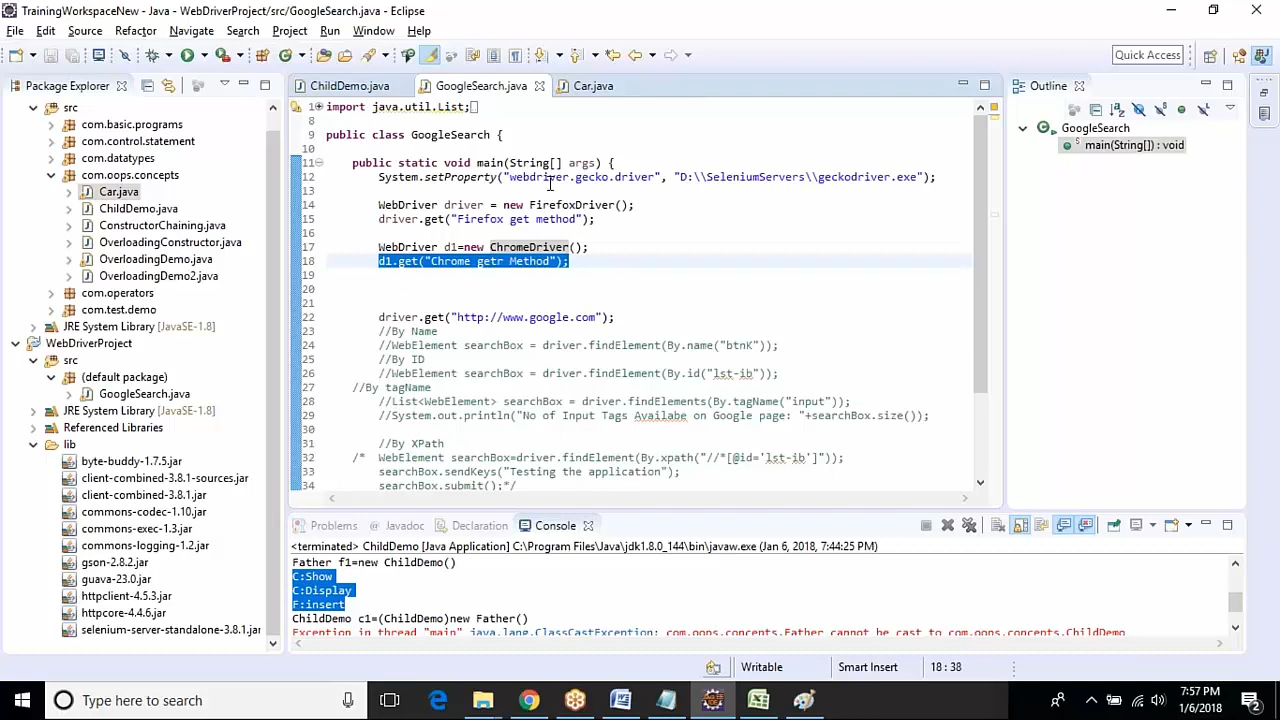 TrainingWorkspaceNew - Java - WebDriverProject/src/GoogleSearch.java - Eclipse
File Edit Source Refactor Navigate Search Project Run Window Help
Quick Access
Package Explorer
src
com.basic.programs
com.control.statement
com.datatypes
com.oops.concepts
Car.java
ChildDemo.java
ConstructorChaining.java
OverloadingConstructor.java
OverloadingDemo.java
OverloadingDemo2.java
com.operators
com.test.demo
JRE System Library [JavaSE-1.8]
WebDriverProject
src
(default package)
GoogleSearch.java
JRE System Library [JavaSE-1.8]
Referenced Libraries
lib
byte-buddy-1.7.5.jar
client-combined-3.8.1-sources.jar
client-combined-3.8.1.jar
commons-codec-1.10.jar
commons-exec-1.3.jar
commons-logging-1.2.jar
gson-2.8.2.jar
guava-23.0.jar
httpclient-4.5.3.jar
httpcore-4.4.6.jar
selenium-server-standalone-3.8.1.jar
ChildDemo.java GoogleSearch.java Car.java
1 import java.util.List;
8
9 public class GoogleSearch {
10
11 public static void main(String[] args) {
12 System.setProperty("webdriver.gecko.driver", "D:\\SeleniumServers\\geckodriver.exe");
13
14 WebDriver driver = new FirefoxDriver();
15 driver.get("Firefox get method");
16
17 WebDriver d1=new ChromeDriver();
18 d1.get("Chrome getr Method");
19
20
21
22 driver.get("http://www.google.com");
23 //By Name
24 //WebElement searchBox = driver.findElement(By.name("btnK"));
25 //By ID
26 //WebElement searchBox = driver.findElement(By.id("lst-ib"));
27 //By tagName
28 //List<WebElement> searchBox = driver.findElements(By.tagName("input"));
29 //System.out.println("No of Input Tags Availabe on Google page: "+searchBox.size());
30
31 //By XPath
32 /* WebElement searchBox=driver.findElement(By.xpath("//*[@id='lst-ib']"));
33 searchBox.sendKeys("Testing the application");
34 searchBox.submit();*/
Outline
GoogleSearch
main(String[]) : void
Problems Javadoc Declaration Console
<terminated> ChildDemo [Java Application] C:\Program Files\Java\jdk1.8.0_144\bin\javaw.exe (Jan 6, 2018, 7:44:25 PM)
Father f1=new ChildDemo()
C:Show
C:Display
F:insert
ChildDemo c1=(ChildDemo)new Father()
Exception in thread "main" java.lang.ClassCastException: com.oops.concepts.Father cannot be cast to com.oops.concepts.ChildDemo
Writable Smart Insert 18 : 38
Type here to search
7:57 PM
1/6/2018
2